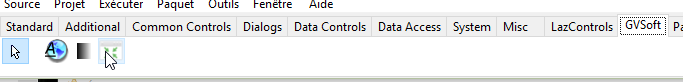 Source Projet Exécuter Paquet Outils Fenêtre Aide
Standard Additional Common Controls Dialogs Data Controls Data Access System Misc LazControls GVSoft